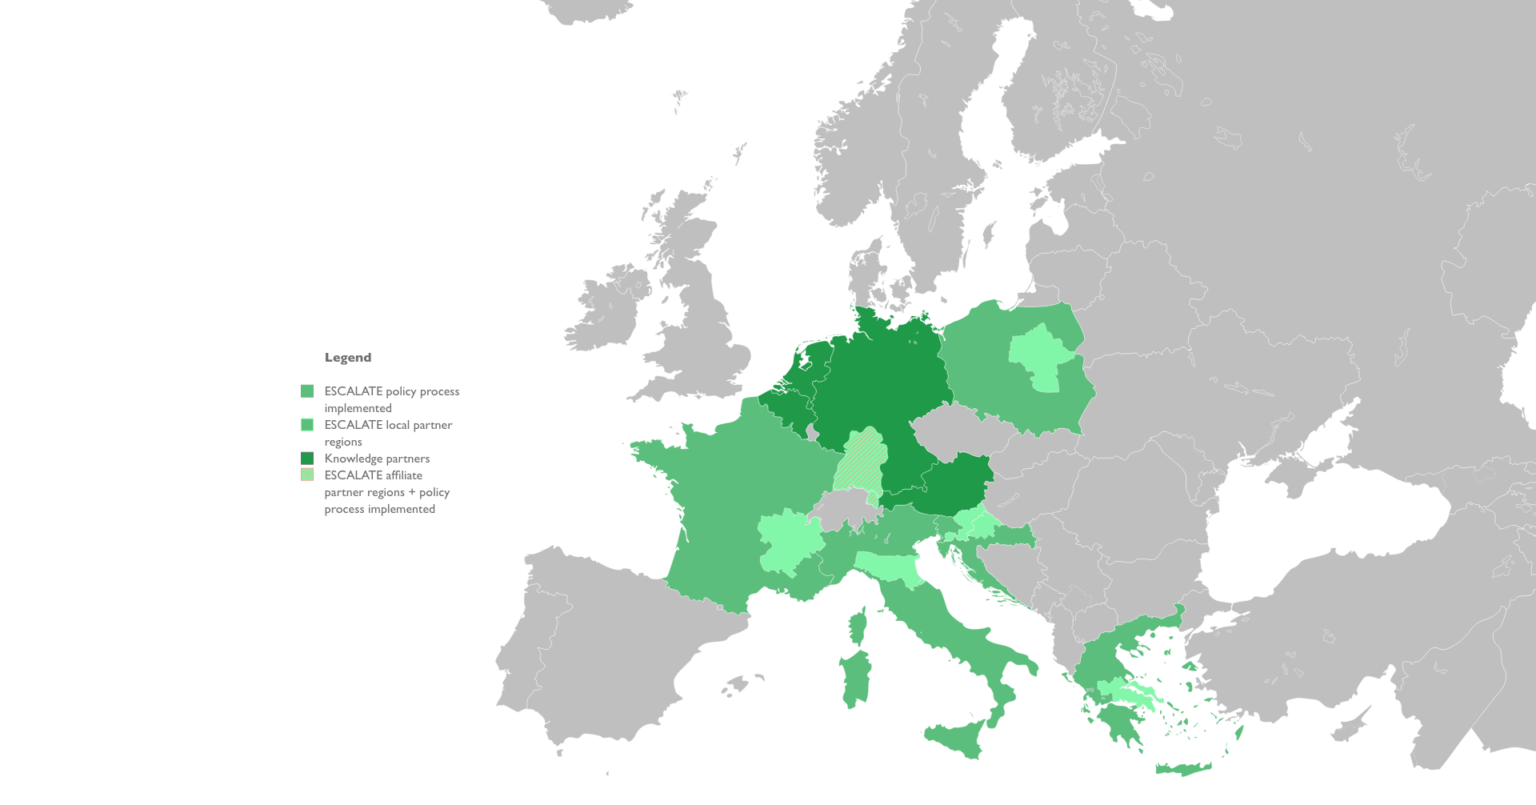 Legend
ESCALATE policy process
implemented
ESCALATE local partner
regions
Knowledge partners
ESCALATE affiliate
partner regions + policy
process implemented